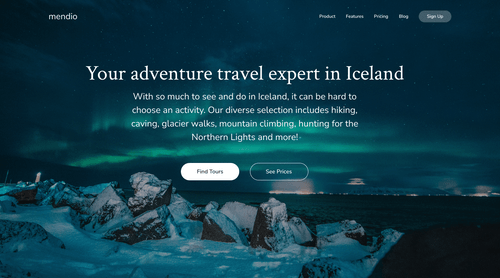 mendio
Product Features Pricing Blog Sign Up
Your adventure travel expert in Iceland
With so much to see and do in Iceland, it can be hard to
choose an activity. Our diverse selection includes hiking,
caving, glacier walks, mountain climbing, hunting for the
Northern Lights and more!
Find Tours See Prices